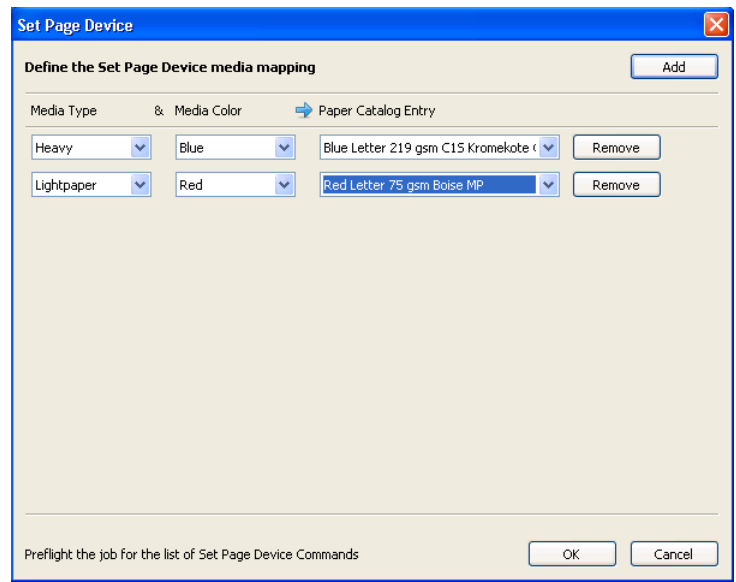 Set Page Device
Define the Set Page Device media mapping Add
Media Type & Media Color Paper Catalog Entry
Heavy Blue Blue Letter 219 gsm C1S Kromekote Remove
Lightpaper Red Red Letter 75 gsm Boise MP Remove
Preflight the job for the list of Set Page Device Commands OK Cancel